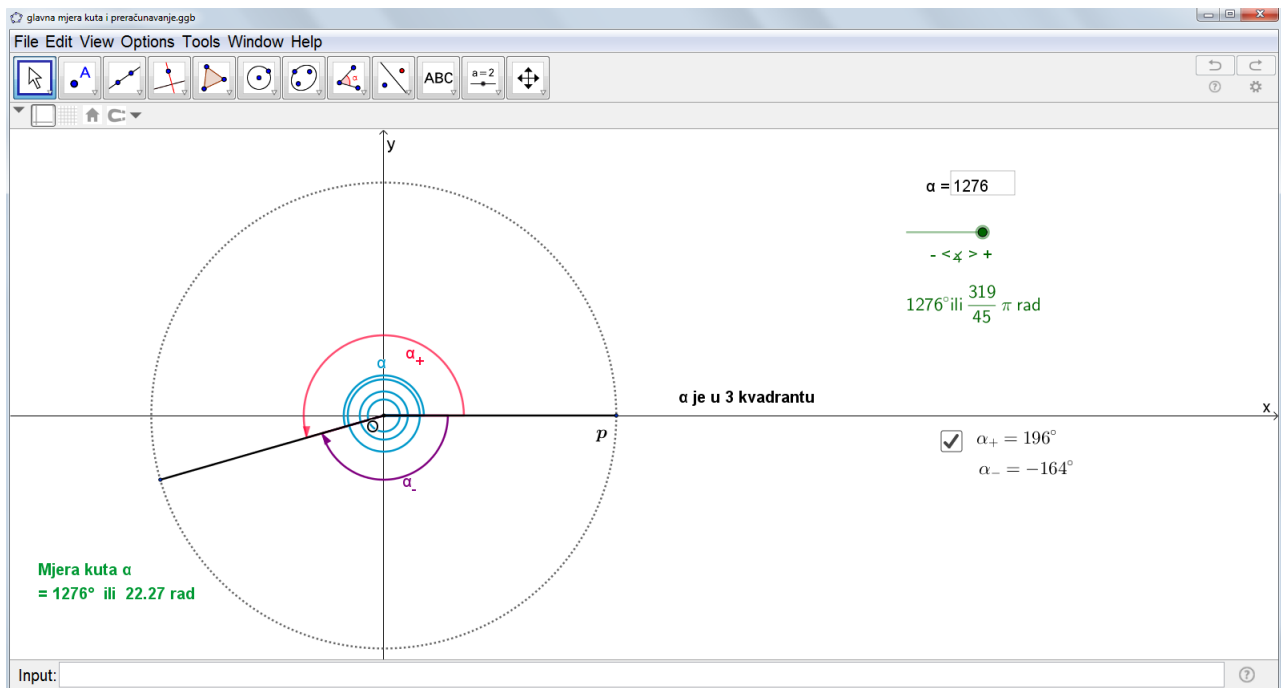 glavna mjera kuta i preračunavanje.ggb
File Edit View Options Tools Window Help
A
α
ABC
a=2
y
α = 1276
- <∡ > +
1276° ili 319/45 π rad
α
α+
α je u 3 kvadrantu
x
O
p
α+ = 196°
α− = −164°
α-
Mjera kuta α
= 1276° ili 22.27 rad
Input: